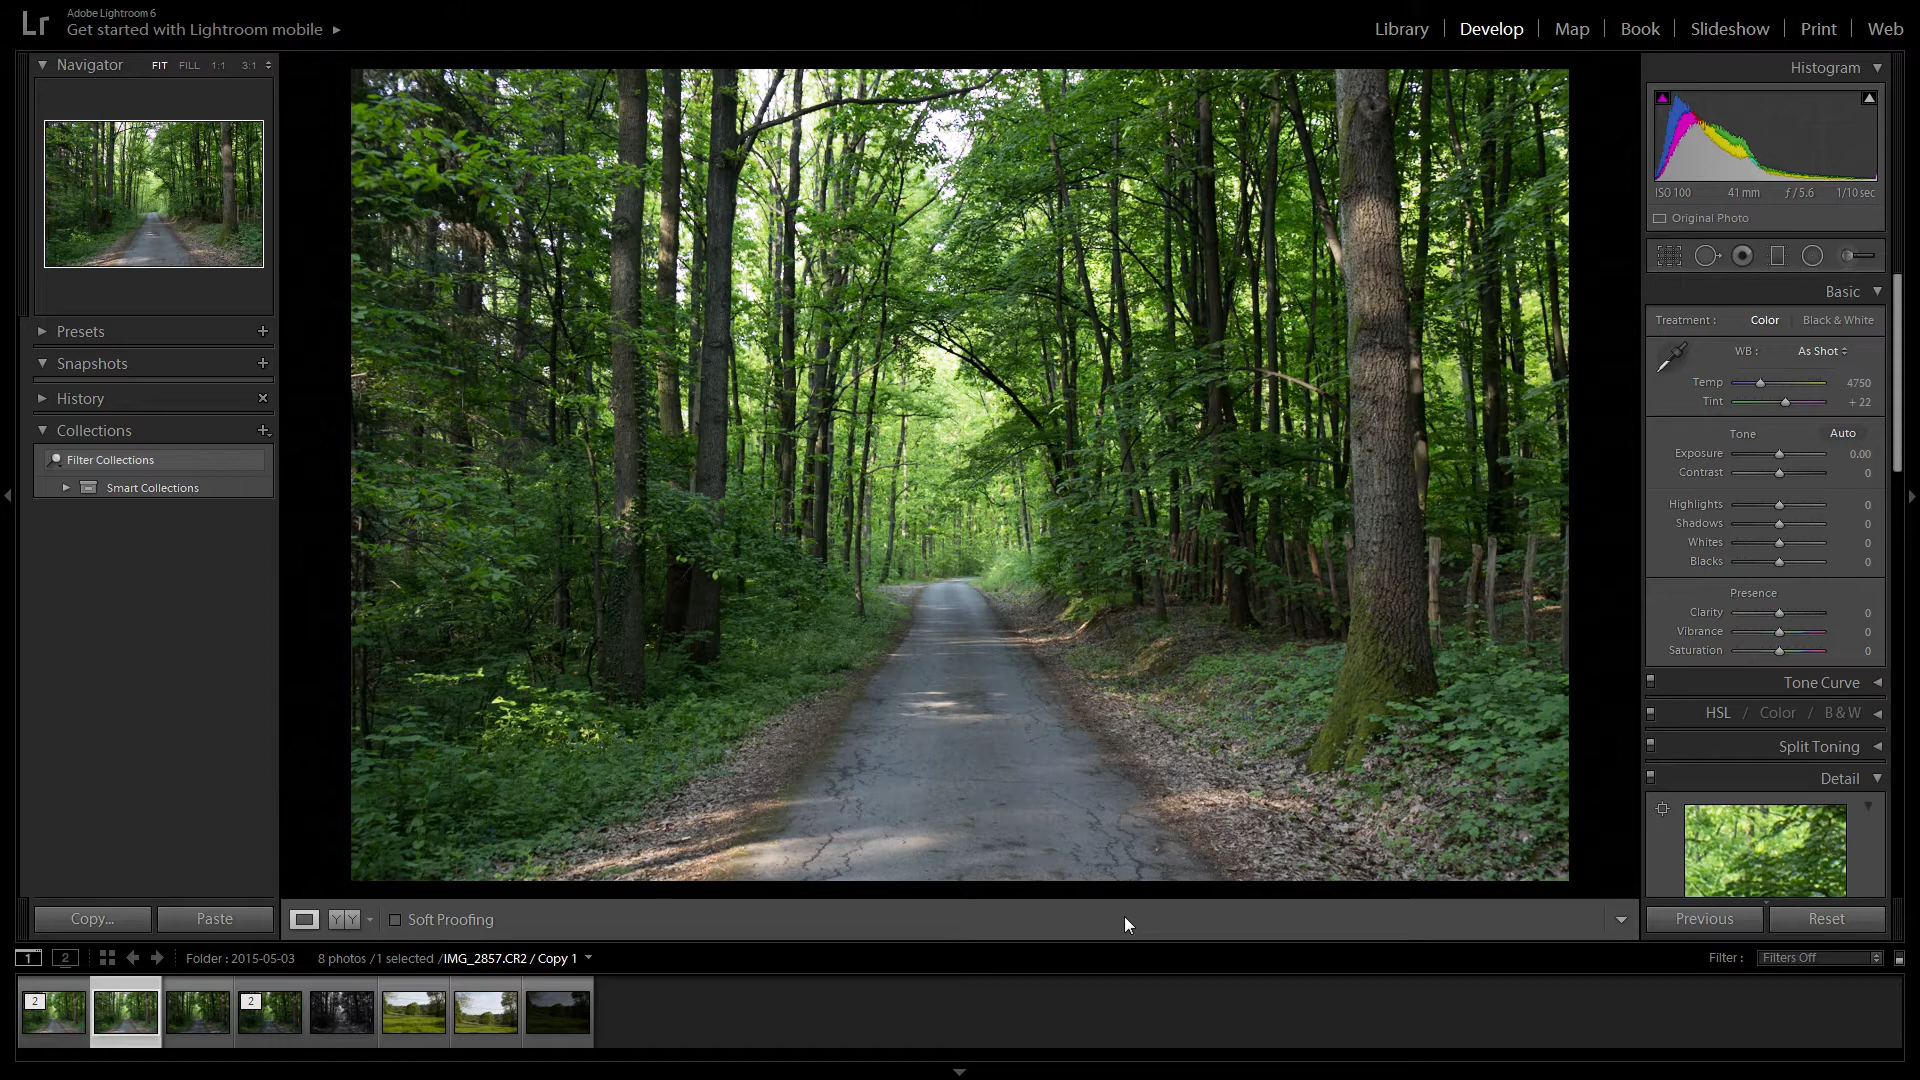 Lr
Adobe Lightroom 6
Get started with Lightroom mobile
Library
Develop
Map
Book
Slideshow
Print
Web
Navigator
FIT
FILL
1:1
3:1
Presets
Snapshots
History
Collections
Filter Collections
Smart Collections
Copy...
Paste
Y Y
Soft Proofing
Histogram
ISO 100 41 mm ƒ / 5.6 1/10 sec
Original Photo
Basic
Treatment : Color Black & White
WB : As Shot
Temp 4750
Tint + 22
Tone Auto
Exposure 0.00
Contrast 0
Highlights 0
Shadows 0
Whites 0
Blacks 0
Presence
Clarity 0
Vibrance 0
Saturation 0
Tone Curve
HSL / Color / B & W
Split Toning
Detail
Previous
Reset
1
2
Folder : 2015-05-03
8 photos / 1 selected / IMG_2857.CR2 / Copy 1
Filter :
Filters Off
2
2